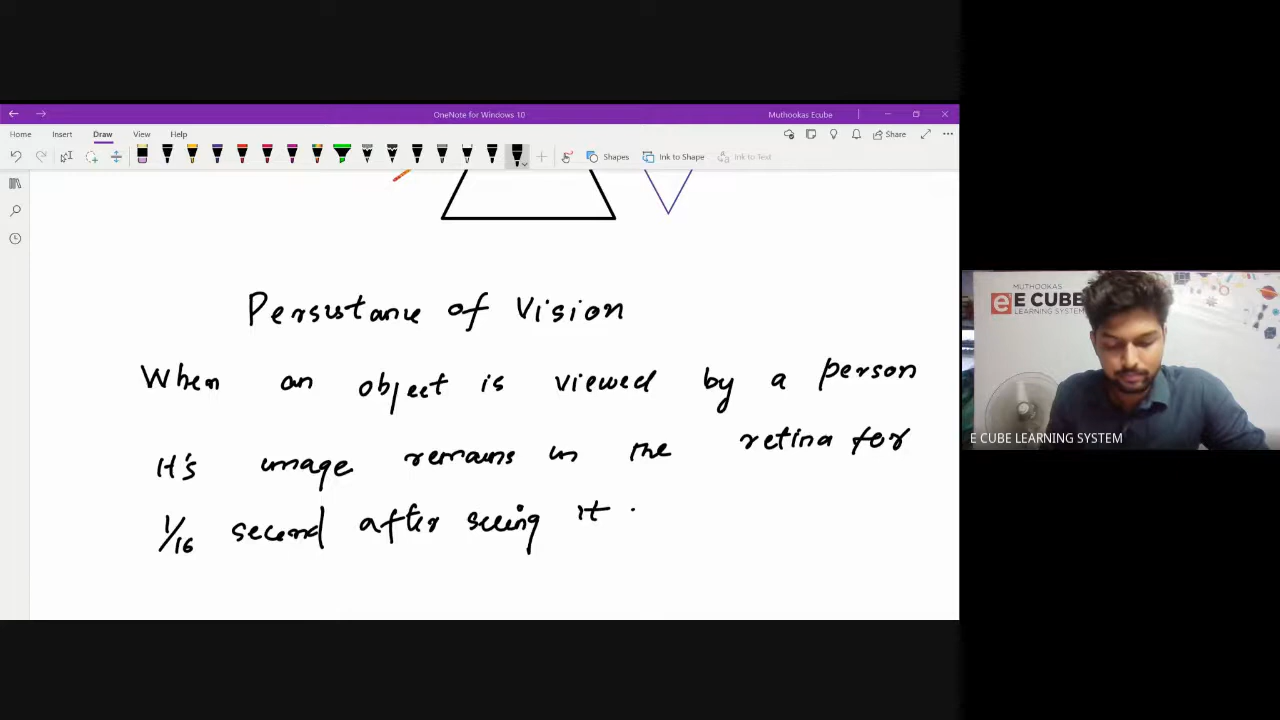 OneNote for Windows 10
Muthookas Ecube
Home Insert Draw View Help
Share
Shapes Ink to Shape Ink to Text
Persistance of Vision
When an object is viewed by a person
It's image remains in the retina for
1/16 second after seeing it.
MUTHOOKAS
e E CUBE
LEARNING SYSTEM
E CUBE LEARNING SYSTEM